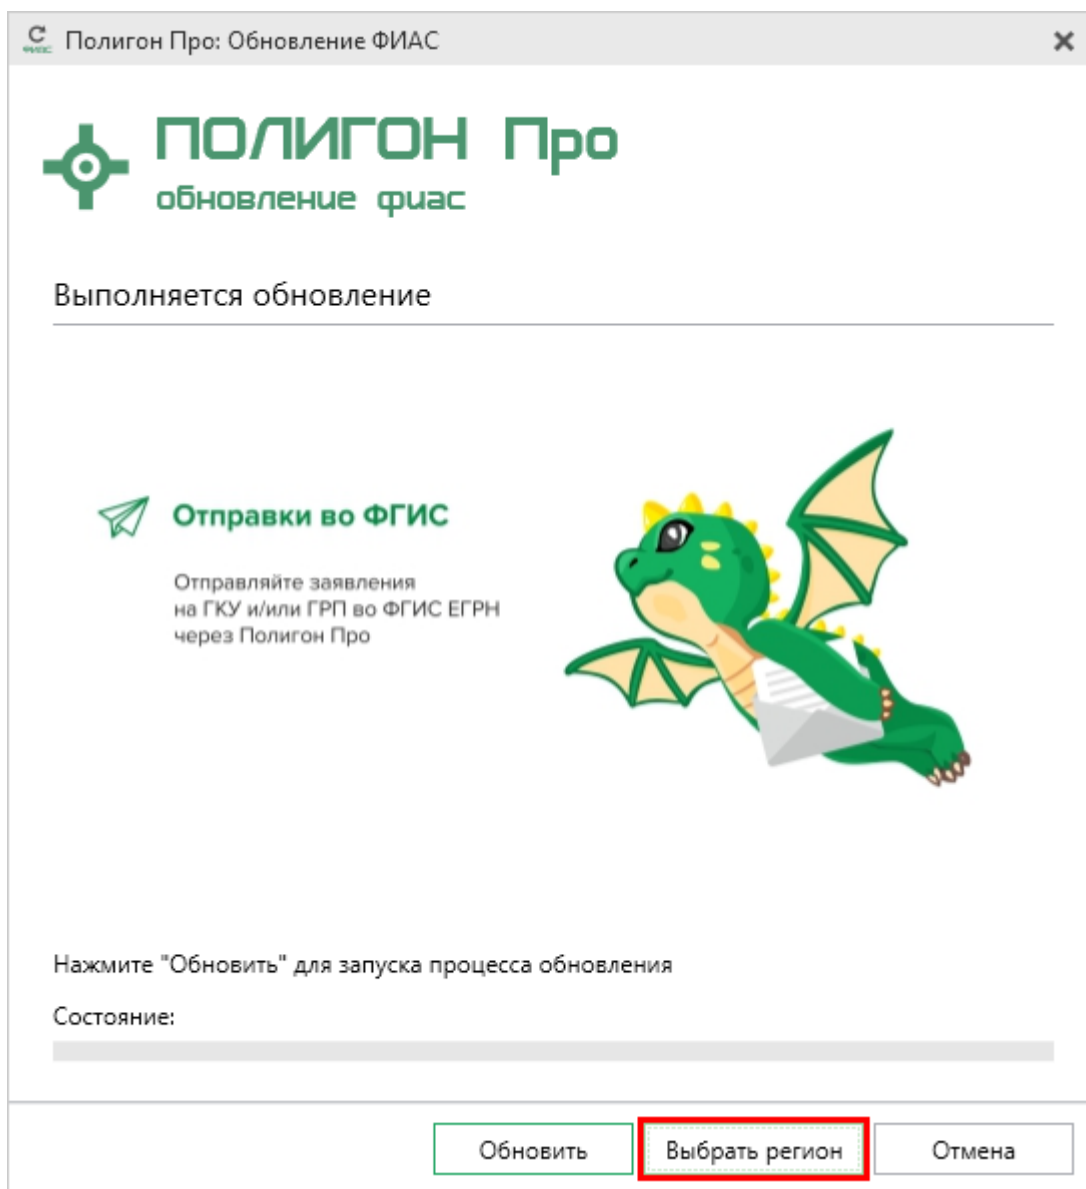 ФИАС
Полигон Про: Обновление ФИАС
ПОЛИГОН Про
обновление фиас
Выполняется обновление
Отправки во ФГИС
Отправляйте заявления
на ГКУ и/или ГРП во ФГИС ЕГРН
через Полигон Про
Нажмите "Обновить" для запуска процесса обновления
Состояние:
Обновить
Выбрать регион
Отмена